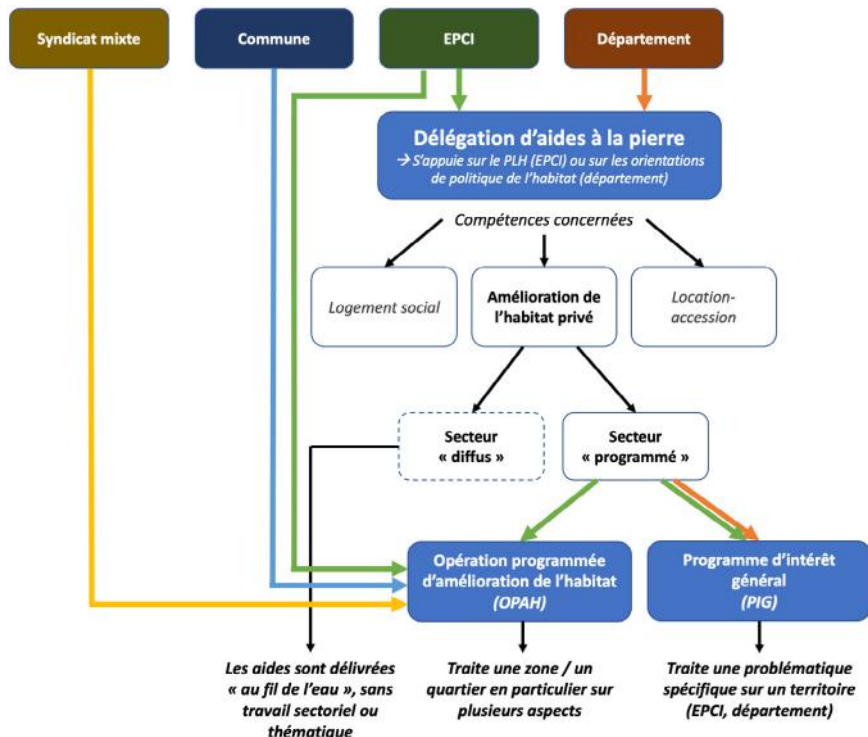 Syndicat mixte
Commune
EPCI
Département
Délégation d'aides à la pierre
→ S'appuie sur le PLH (EPCI) ou sur les orientations
de politique de l'habitat (département)
Compétences concernées
Logement social
Amélioration de
l'habitat privé
Location-
accession
Secteur
« diffus »
Secteur
« programmé »
Opération programmée
d'amélioration de l'habitat
(OPAH)
Programme d'intérêt
général
(PIG)
Les aides sont délivrées
« au fil de l'eau », sans
travail sectoriel ou
thématique
Traite une zone / un
quartier en particulier sur
plusieurs aspects
Traite une problématique
spécifique sur un territoire
(EPCI, département)